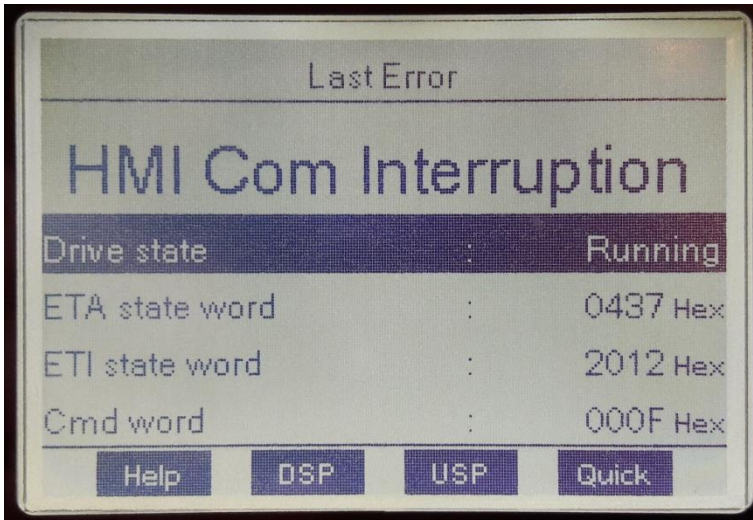 Last Error
HMI Com Interruption
Drive state : Running
ETA state word : 0437 Hex
ETI state word : 2012 Hex
Cmd word : 000F Hex
Help DSP USP Quick